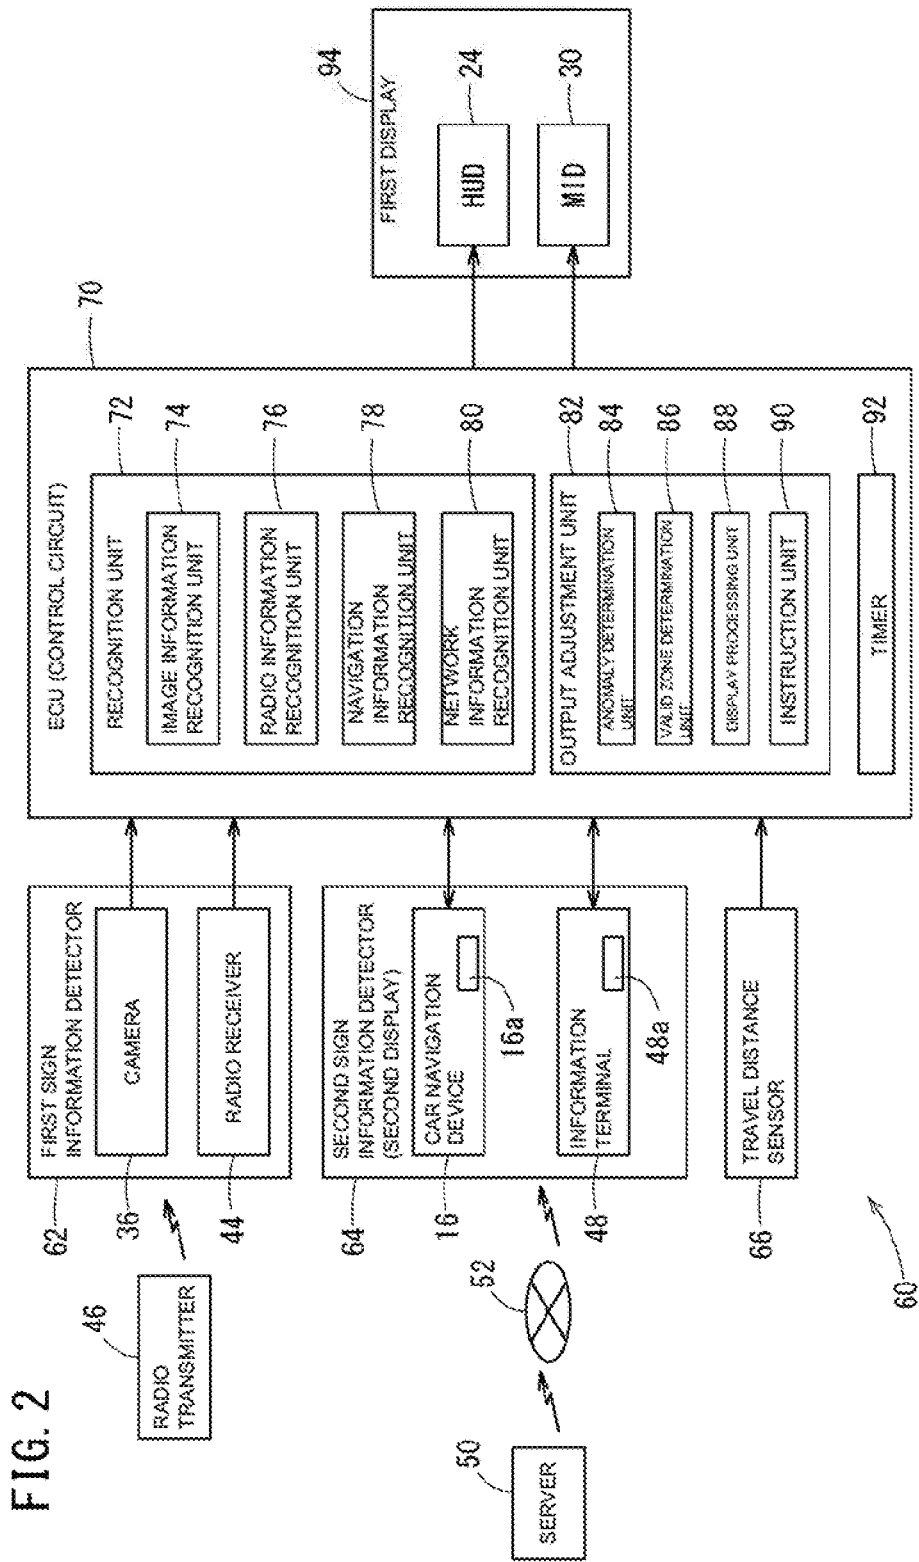 FIG. 2
46
RADIO
TRANSMITTER
50
SERVER
52
60
62
FIRST SIGN
INFORMATION DETECTOR
36
CAMERA
44
RADIO RECEIVER
64
SECOND SIGN
INFORMATION DETECTOR
(SECOND DISPLAY)
16
CAR NAVIGATION
DEVICE
16a
48
INFORMATION
TERMINAL
48a
66
TRAVEL DISTANCE
SENSOR
70
ECU (CONTROL CIRCUIT)
72
RECOGNITION UNIT
74
IMAGE INFORMATION
RECOGNITION UNIT
76
RADIO INFORMATION
RECOGNITION UNIT
78
NAVIGATION
INFORMATION
RECOGNITION UNIT
80
NETWORK
INFORMATION
RECOGNITION UNIT
82
OUTPUT ADJUSTMENT UNIT
84
ANOMALY DETERMINATION
UNIT
86
VALID ZONE DETERMINATION
UNIT
88
DISPLAY PROCESSING UNIT
90
INSTRUCTION UNIT
92
TIMER
94
FIRST DISPLAY
24
HUD
30
MID